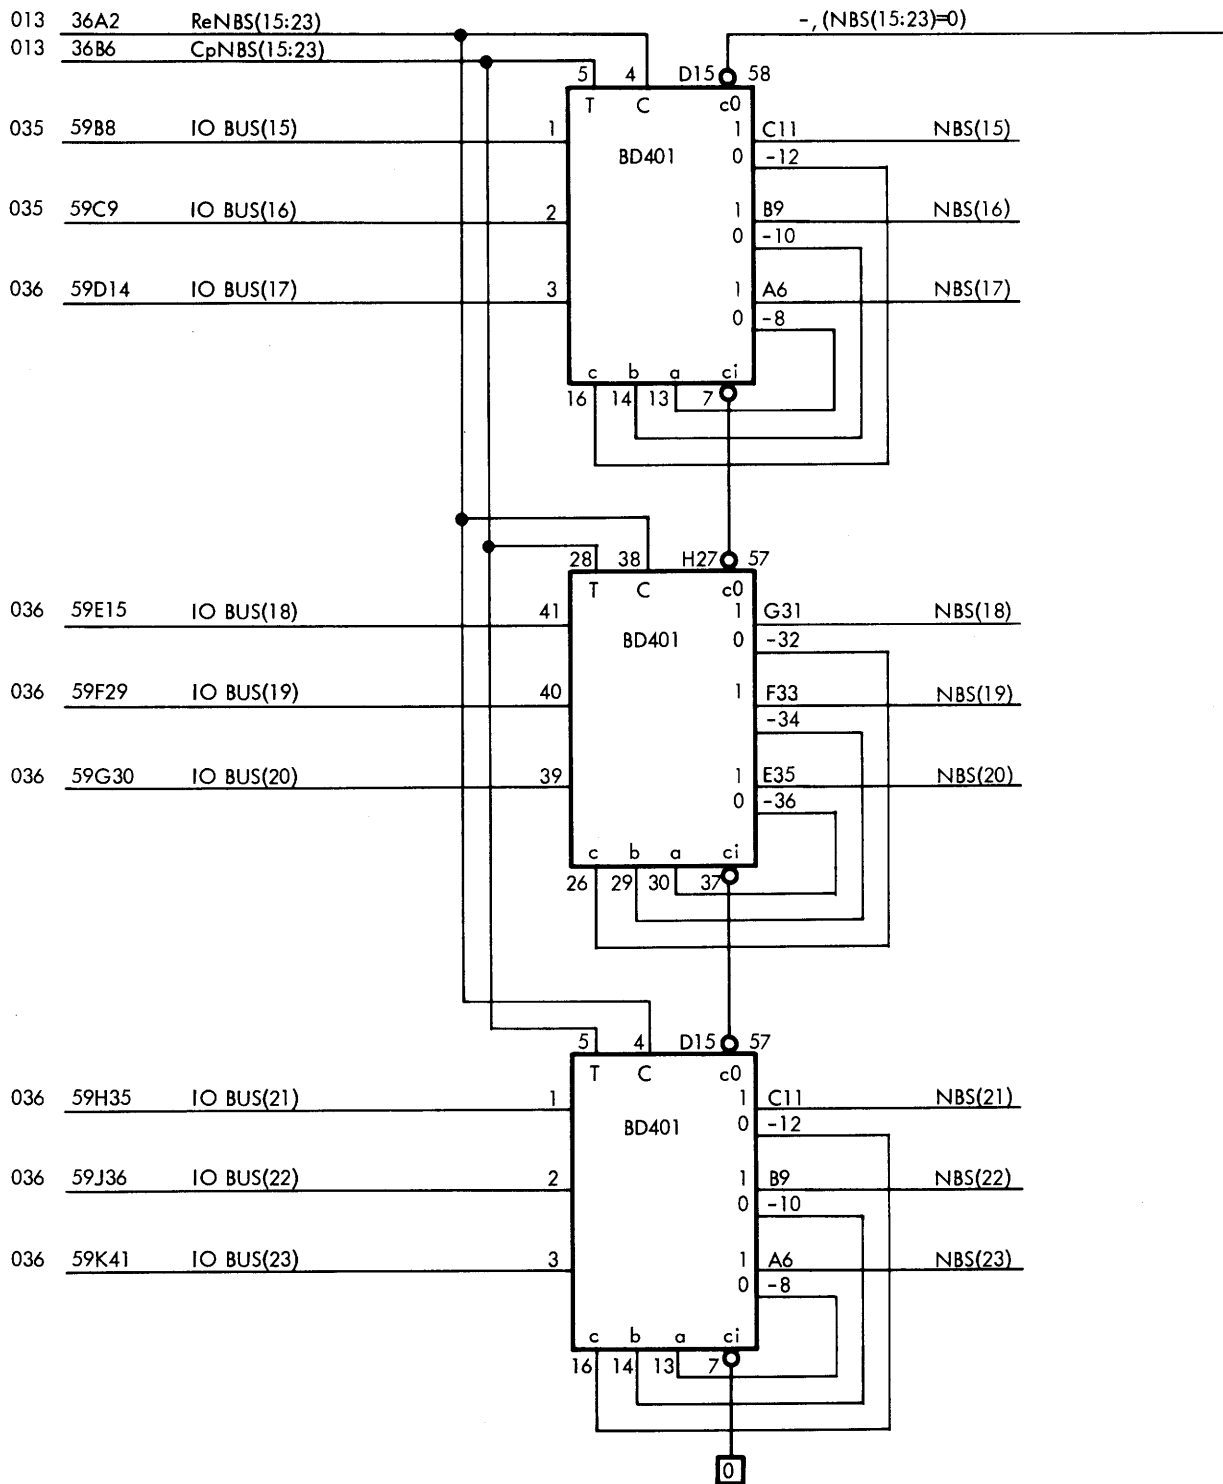 013 36A2 ReNBS(15:23) -, (NBS(15:23)=0)
013 36B6 CpNBS(15:23)
5 4 D15 58
T C c0
035 59B8 IO BUS(15) 1 1 C11 NBS(15)
BD401 0 -12
035 59C9 IO BUS(16) 2 1 B9 NBS(16)
0 -10
036 59D14 IO BUS(17) 3 1 A6 NBS(17)
0 -8
c b a ci
16 14 13 7
28 38 H27 57
T C c0
036 59E15 IO BUS(18) 41 1 G31 NBS(18)
BD401 0 -32
036 59F29 IO BUS(19) 40 1 F33 NBS(19)
-34
036 59G30 IO BUS(20) 39 1 E35 NBS(20)
0 -36
c b a ci
26 29 30 37
5 4 D15 57
T C c0
036 59H35 IO BUS(21) 1 1 C11 NBS(21)
BD401 0 -12
036 59J36 IO BUS(22) 2 1 B9 NBS(22)
0 -10
036 59K41 IO BUS(23) 3 1 A6 NBS(23)
0 -8
c b a ci
16 14 13 7
0